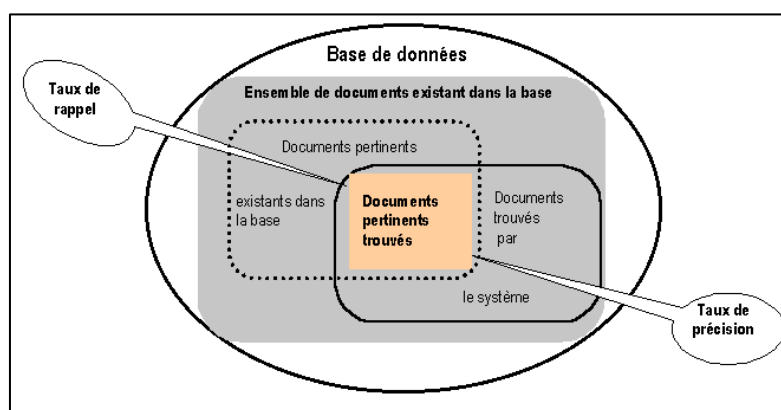 Base de données
Taux de
rappel
Ensemble de documents existant dans la base
Documents pertinents
existants dans
la base
Documents
pertinents
trouvés
Documents
trouvés
par
le système
Taux de
précision